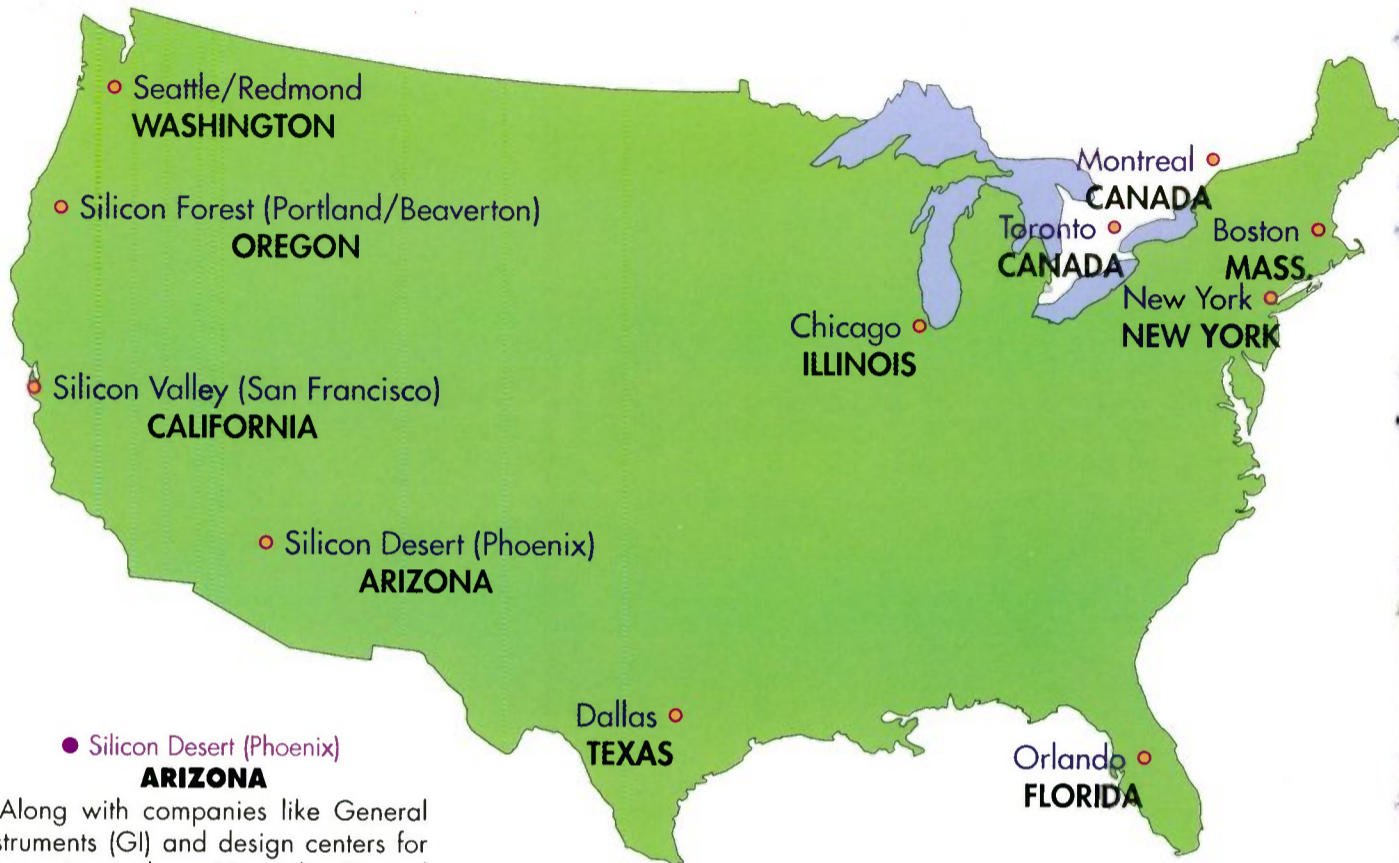 Seattle/Redmond
WASHINGTON
Silicon Forest (Portland/Beaverton)
OREGON
Silicon Valley (San Francisco)
CALIFORNIA
Silicon Desert (Phoenix)
ARIZONA
Dallas
TEXAS
Chicago
ILLINOIS
Montreal
CANADA
Toronto
CANADA
Boston
MASS.
New York
NEW YORK
Orlando
FLORIDA
● Silicon Desert (Phoenix)
ARIZONA
Along with companies like General
struments (GI) and design centers for